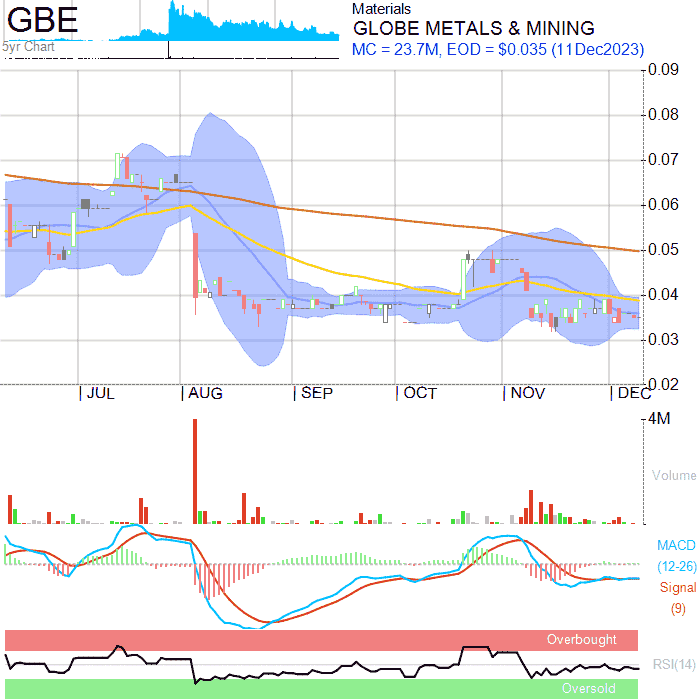 GBE
5yr Chart
Materials
GLOBE METALS & MINING
MC = 23.7M, EOD = $0.035 (11Dec2023)
0.09
0.08
0.07
0.06
0.05
0.04
0.03
0.02
JUL AUG SEP OCT NOV DEC
4M
Volume
MACD
(12-26)
Signal
(9)
Overbought
RSI(14)
Oversold